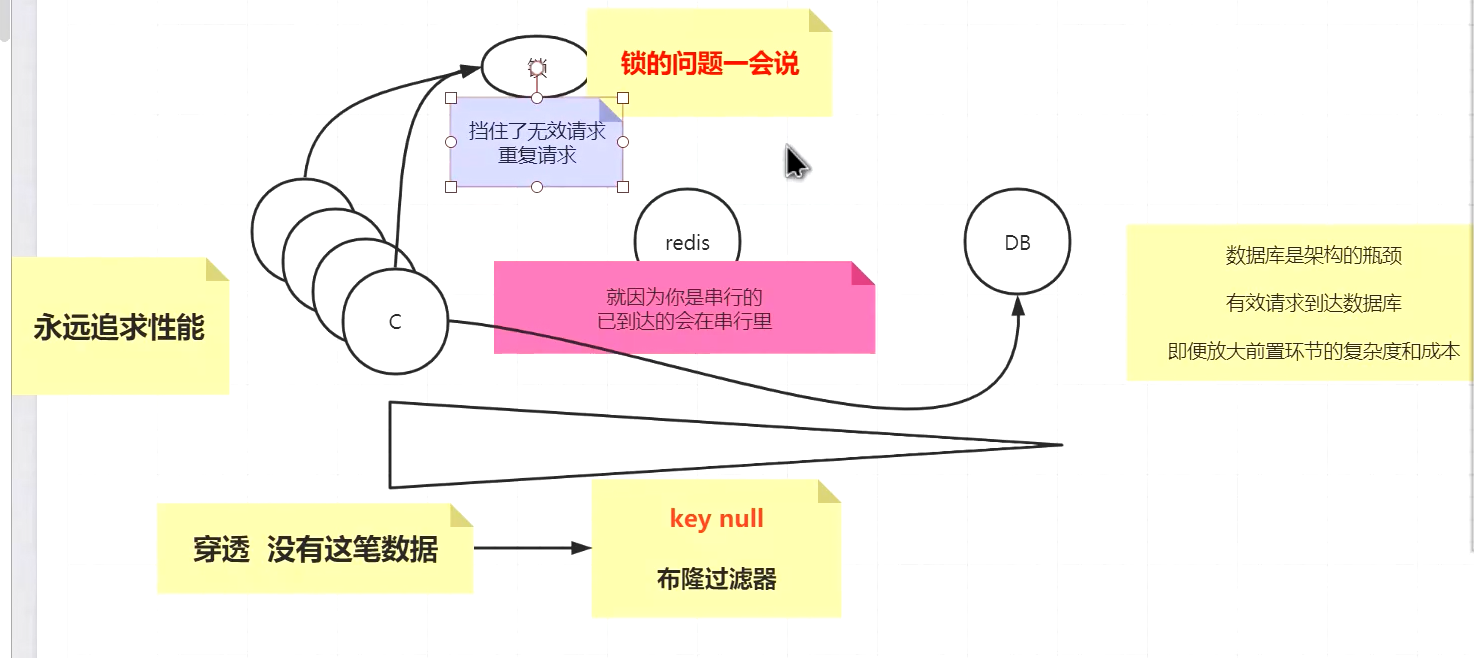 锁的问题一会说
挡住了无效请求
重复请求
redis
DB
数据库是架构的瓶颈
有效请求到达数据库
即便放大前置环节的复杂度和成本
就因为你是串行的
已到达的会在串行里
永远追求性能
C
key null
穿透 没有这笔数据
布隆过滤器